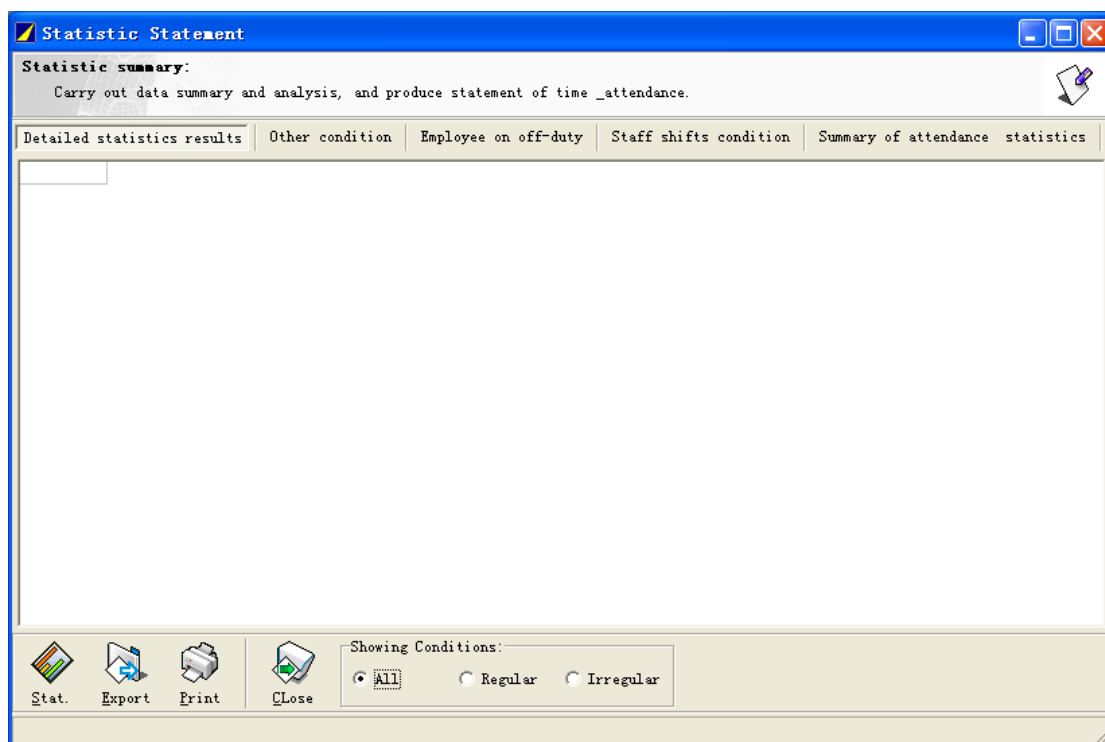 Statistic Statement
Statistic summary:
Carry out data summary and analysis, and produce statement of time _attendance.
Detailed statistics results Other condition Employee on off-duty Staff shifts condition Summary of attendance statistics
Showing Conditions:
All Regular Irregular
Stat. Export Print CLose